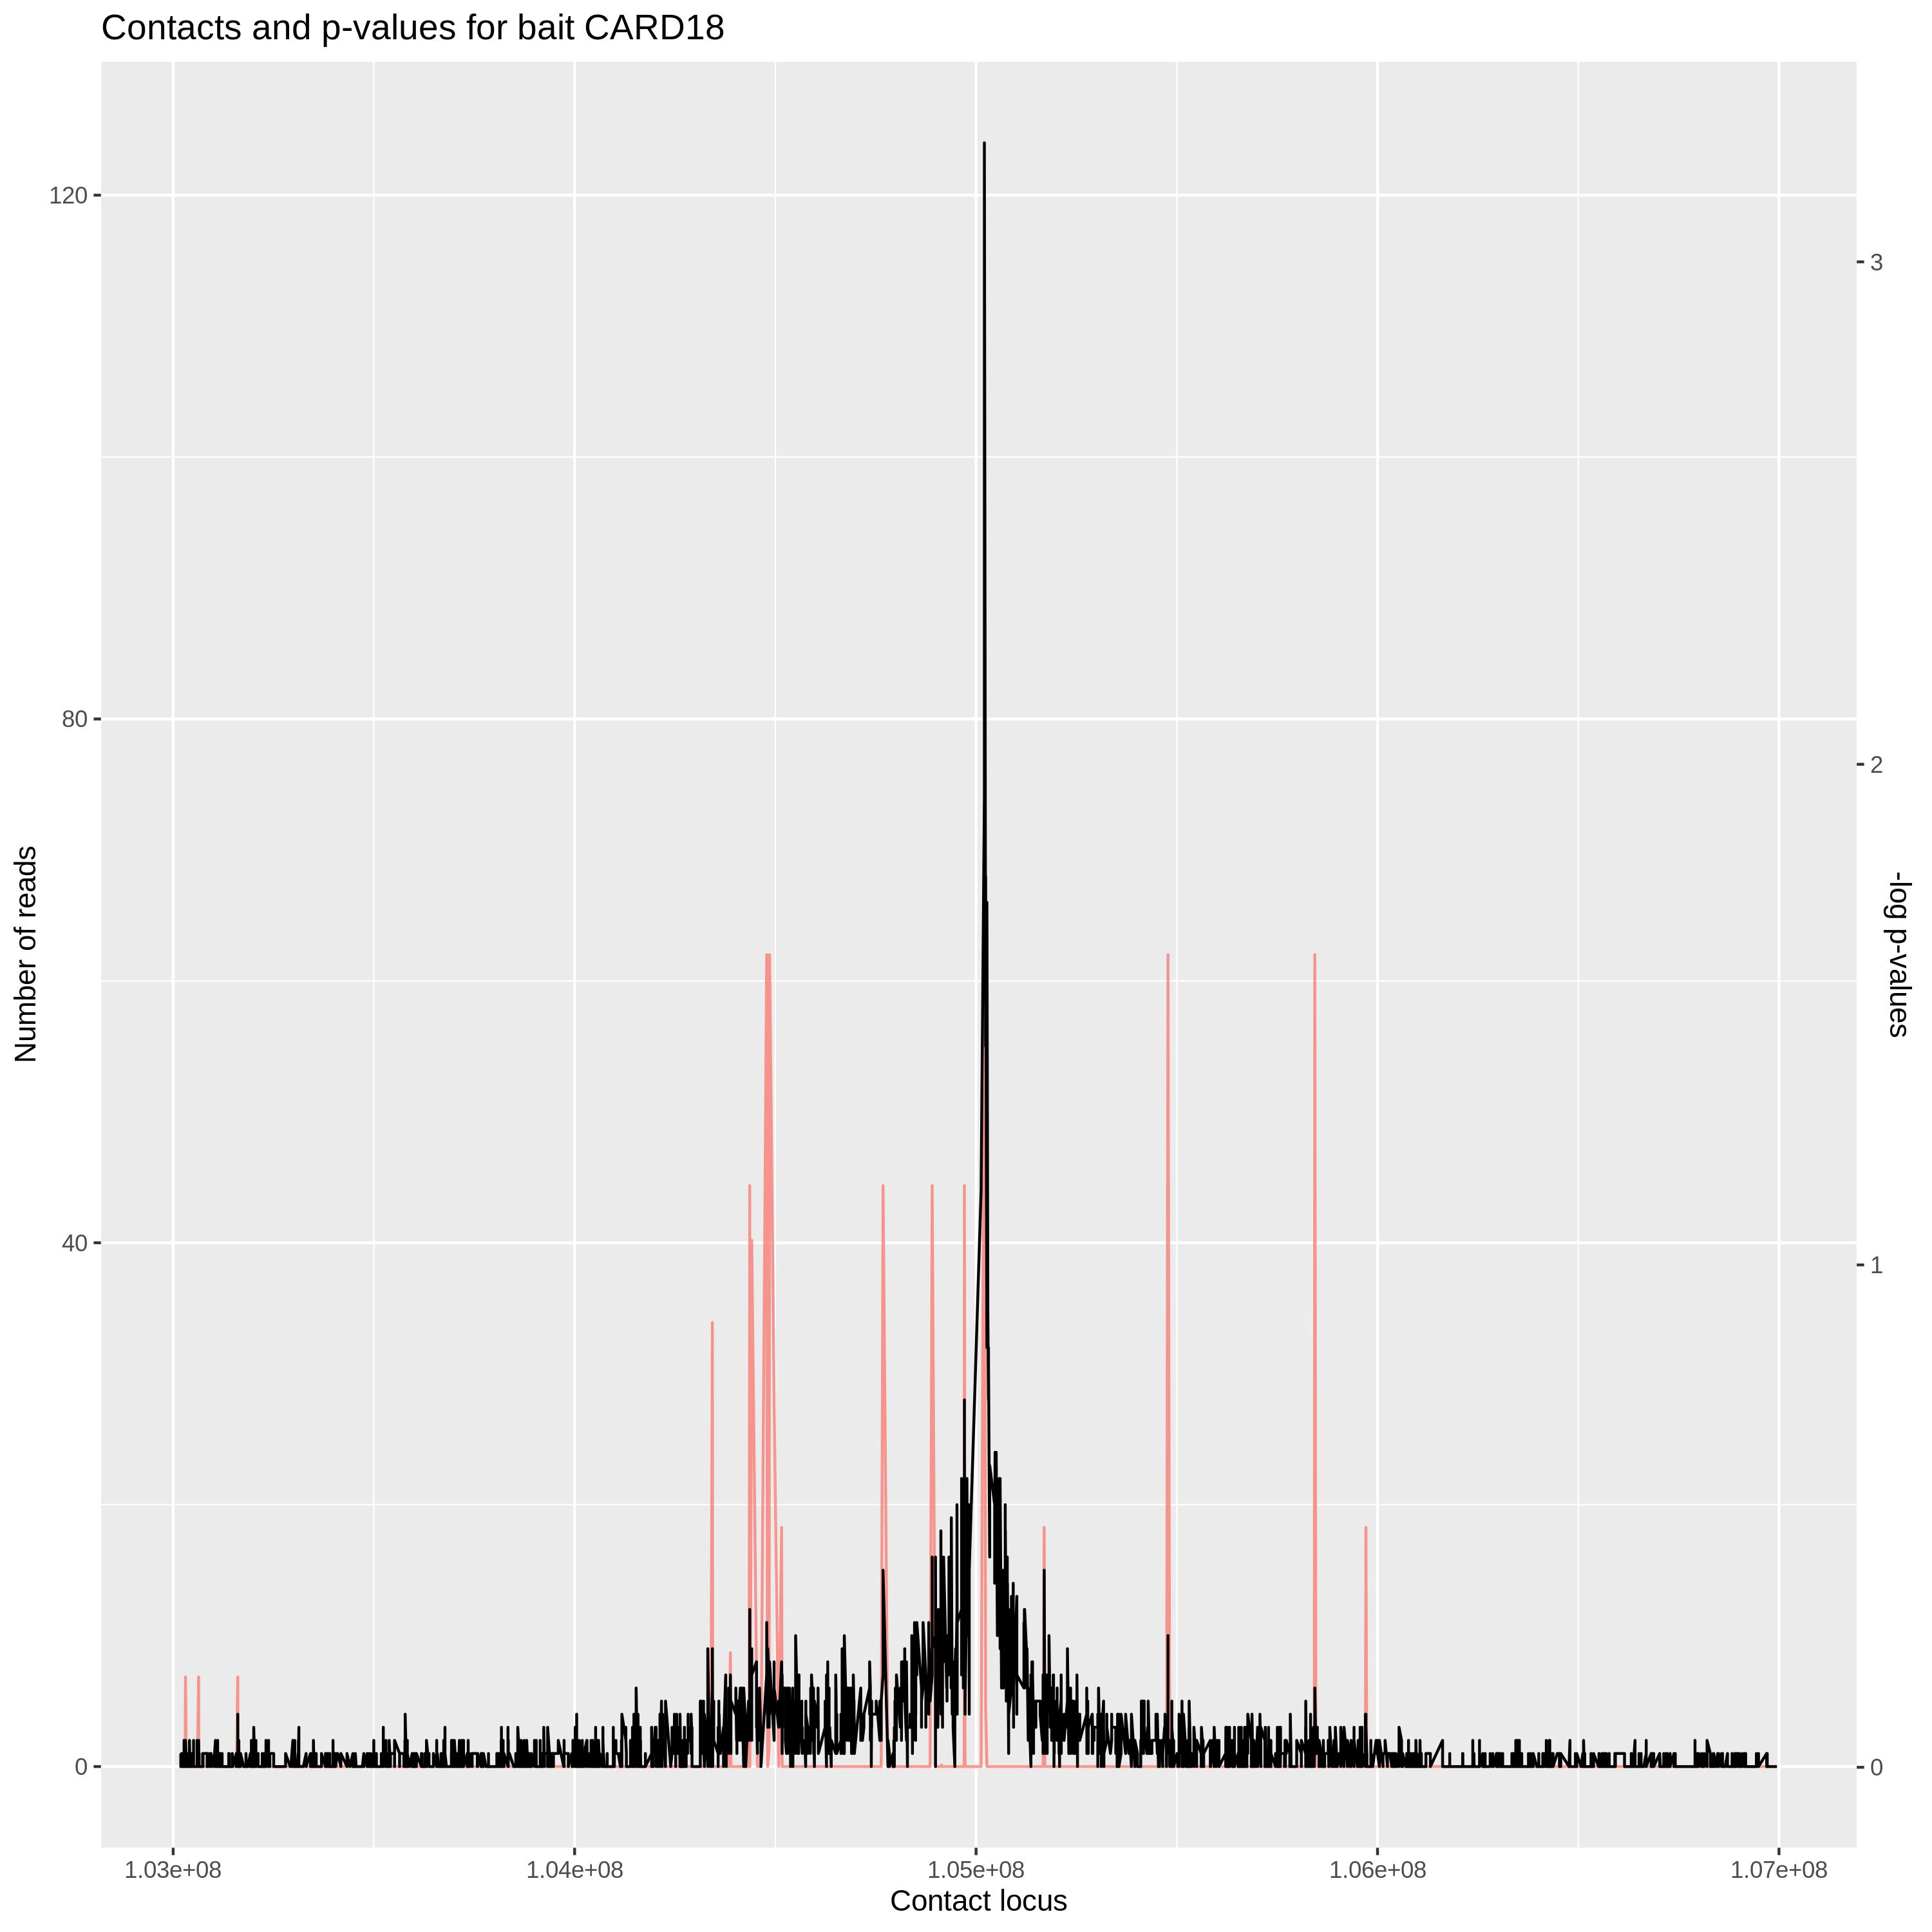 Contacts and p-values for bait CARD18
Number of reads
120
80
40
0
3
2
1
0
-log p-values
1.03e+08
1.04e+08
1.05e+08
1.06e+08
1.07e+08
Contact locus